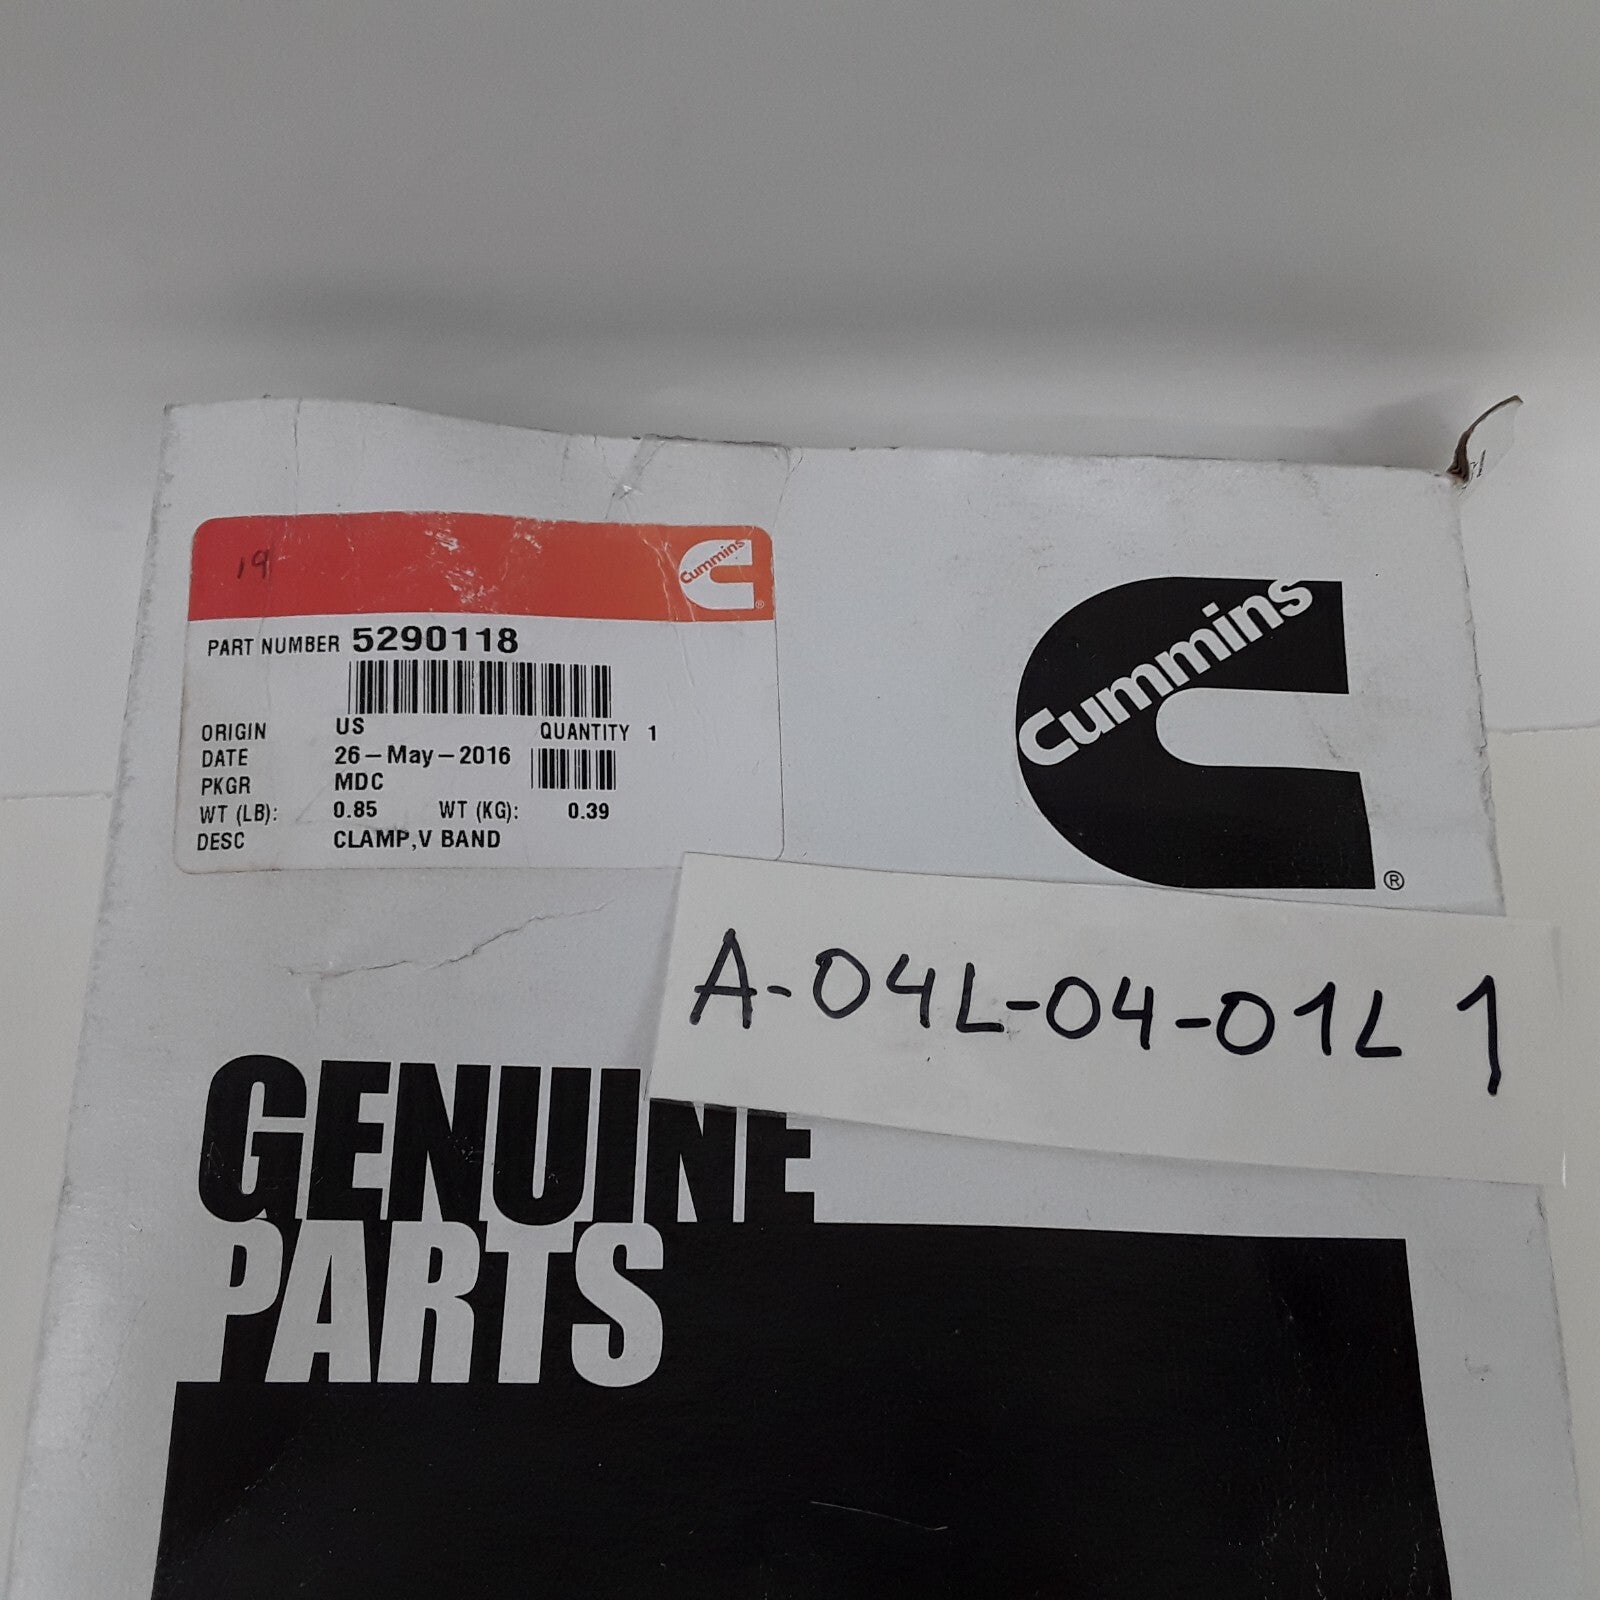 19
Cummins
®
PART NUMBER 5290118
ORIGIN US QUANTITY 1
DATE 26-May-2016
PKGR MDC
WT (LB): 0.85 WT (KG): 0.39
DESC CLAMP,V BAND
Cummins
®
A-04L-04-01L 1
GENUINE
PARTS